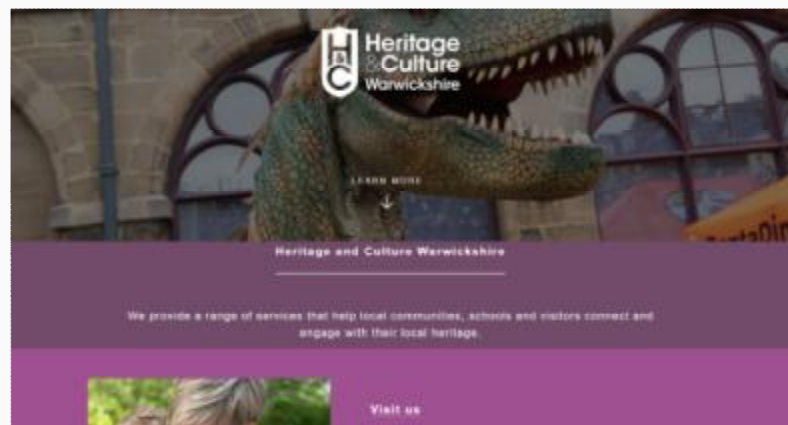 H
&
C
Heritage
&Culture
Warwickshire
LEARN MORE
Heritage and Culture Warwickshire
We provide a range of services that help local communities, schools and visitors connect and
engage with their local heritage.
Visit us